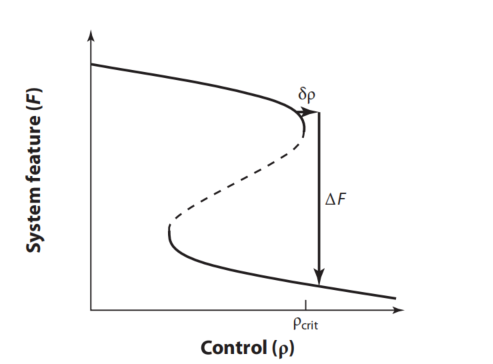 System feature (F)
δρ
ΔF
ρcrit
Control (ρ)